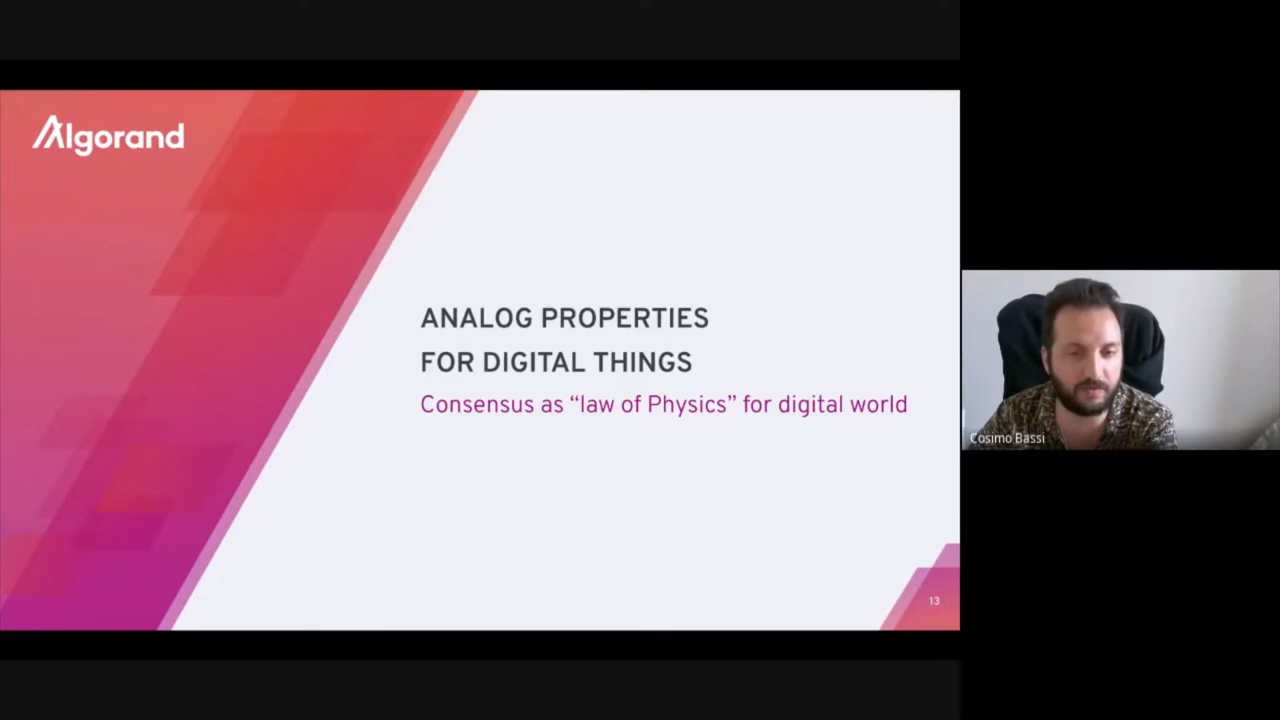 Algorand
ANALOG PROPERTIES
FOR DIGITAL THINGS
Consensus as “law of Physics” for digital world
13
Cosimo Bassi